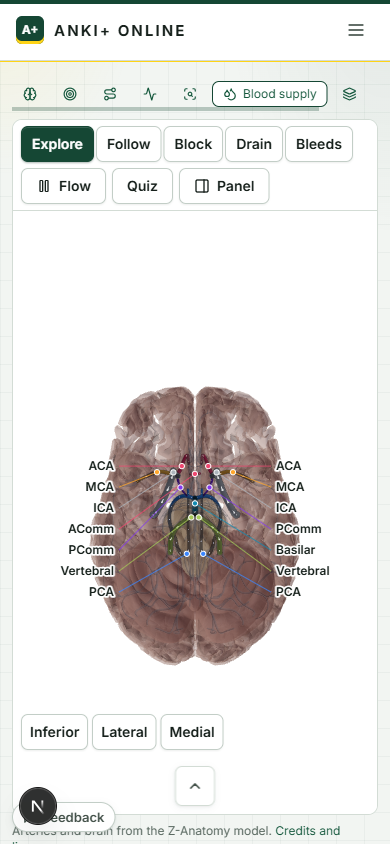 A+ ANKI+ ONLINE
Blood supply
Explore Follow Block Drain Bleeds
Flow Quiz Panel
ACA ACA
MCA MCA
ICA ICA
AComm PComm
PComm Basilar
Vertebral Vertebral
PCA PCA
Inferior Lateral Medial
N eedback
Arteries and brain from the Z-Anatomy model. Credits and